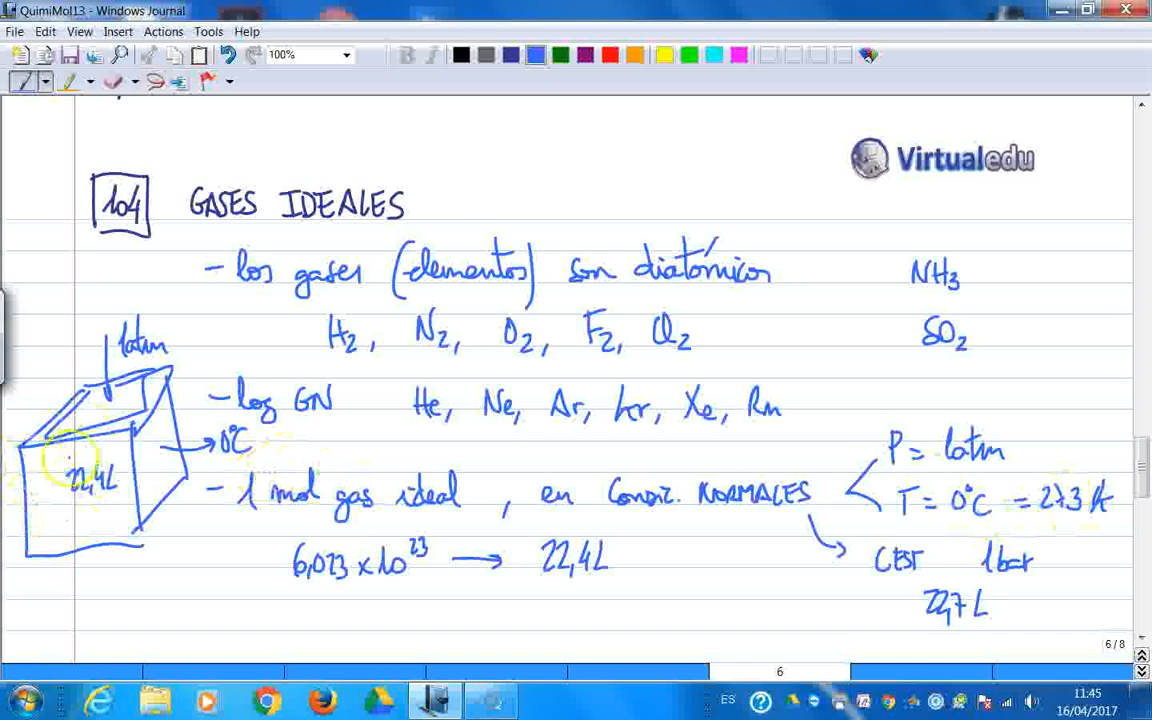 QuimiMol13 - Windows Journal
File Edit View Insert Actions Tools Help
100%
Virtualedu
104 GASES IDEALES
- los gases (elementos) son diatómicos NH3
H2, N2, O2, F2, Cl2 SO2
1atm
- los GN He, Ne, Ar, Kr, Xe, Rn
0°C
P = 1atm
22,4L
- 1 mol gas ideal, en Condic. NORMALES T = 0°C = 273 K
6,023 x 10 23 → 22,4L CEST 1bar
22,7 L
6/8
6
ES 11:45
16/04/2017